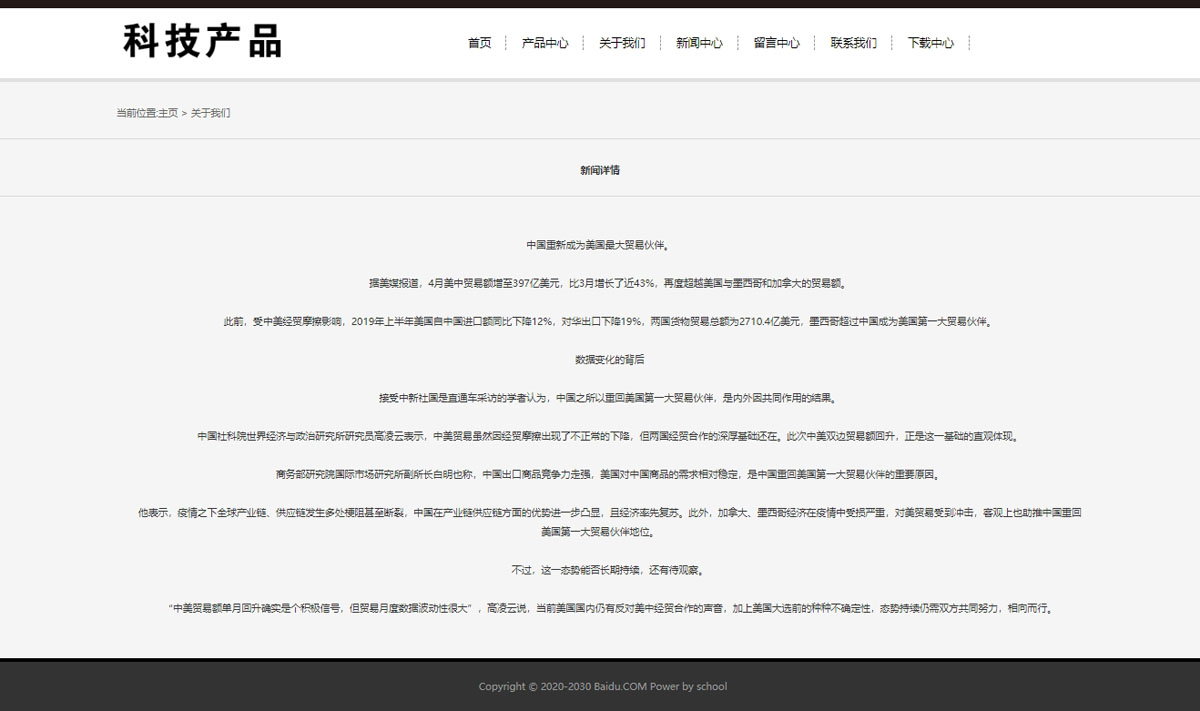 科技产品
首页 产品中心 关于我们 新闻中心 留言中心 联系我们 下载中心
当前位置:主页 > 关于我们
新闻详情
中国重新成为美国最大贸易伙伴。
据美媒报道，4月美中贸易额增至397亿美元，比3月增长了近43%，再度超越美国与墨西哥和加拿大的贸易额。
此前，受中美经贸摩擦影响，2019年上半年美国自中国进口额同比下降12%，对华出口下降19%，两国货物贸易总额为2710.4亿美元，墨西哥超过中国成为美国第一大贸易伙伴。
数据变化的背后
接受中新社国是直通车采访的学者认为，中国之所以重回美国第一大贸易伙伴，是内外因共同作用的结果。
中国社科院世界经济与政治研究所研究员高凌云表示，中美贸易虽然因经贸摩擦出现了不正常的下降，但两国经贸合作的深厚基础还在。此次中美双边贸易额回升，正是这一基础的直观体现。
商务部研究院国际市场研究所副所长白明也称，中国出口商品竞争力走强，美国对中国商品的需求相对稳定，是中国重回美国第一大贸易伙伴的重要原因。
他表示，疫情之下全球产业链、供应链发生多处梗阻甚至断裂，中国在产业链供应链方面的优势进一步凸显，且经济率先复苏。此外，加拿大、墨西哥经济在疫情中受损严重，对美贸易受到冲击，客观上也助推中国重回
美国第一大贸易伙伴地位。
不过，这一态势能否长期持续，还有待观察。
“中美贸易额单月回升确实是个积极信号，但贸易月度数据波动性很大”，高凌云说，当前美国国内仍有反对美中经贸合作的声音，加上美国大选前的种种不确定性，态势持续仍需双方共同努力，相向而行。
Copyright © 2020-2030 Baidu.COM Power by school